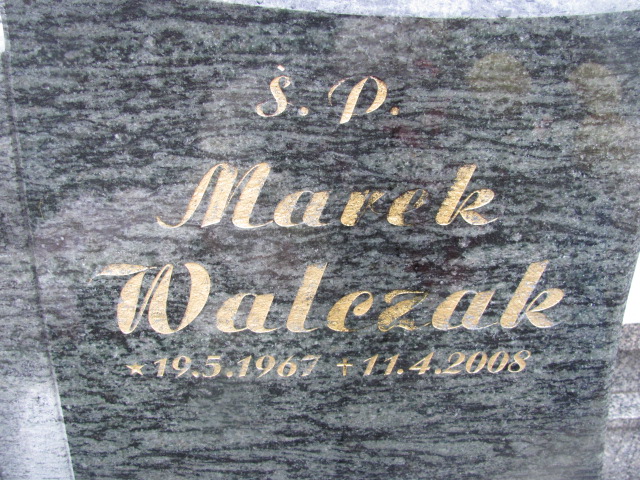 Ś. P.
Marek
Walczak
★ 19.5.1967 + 11.4.2008